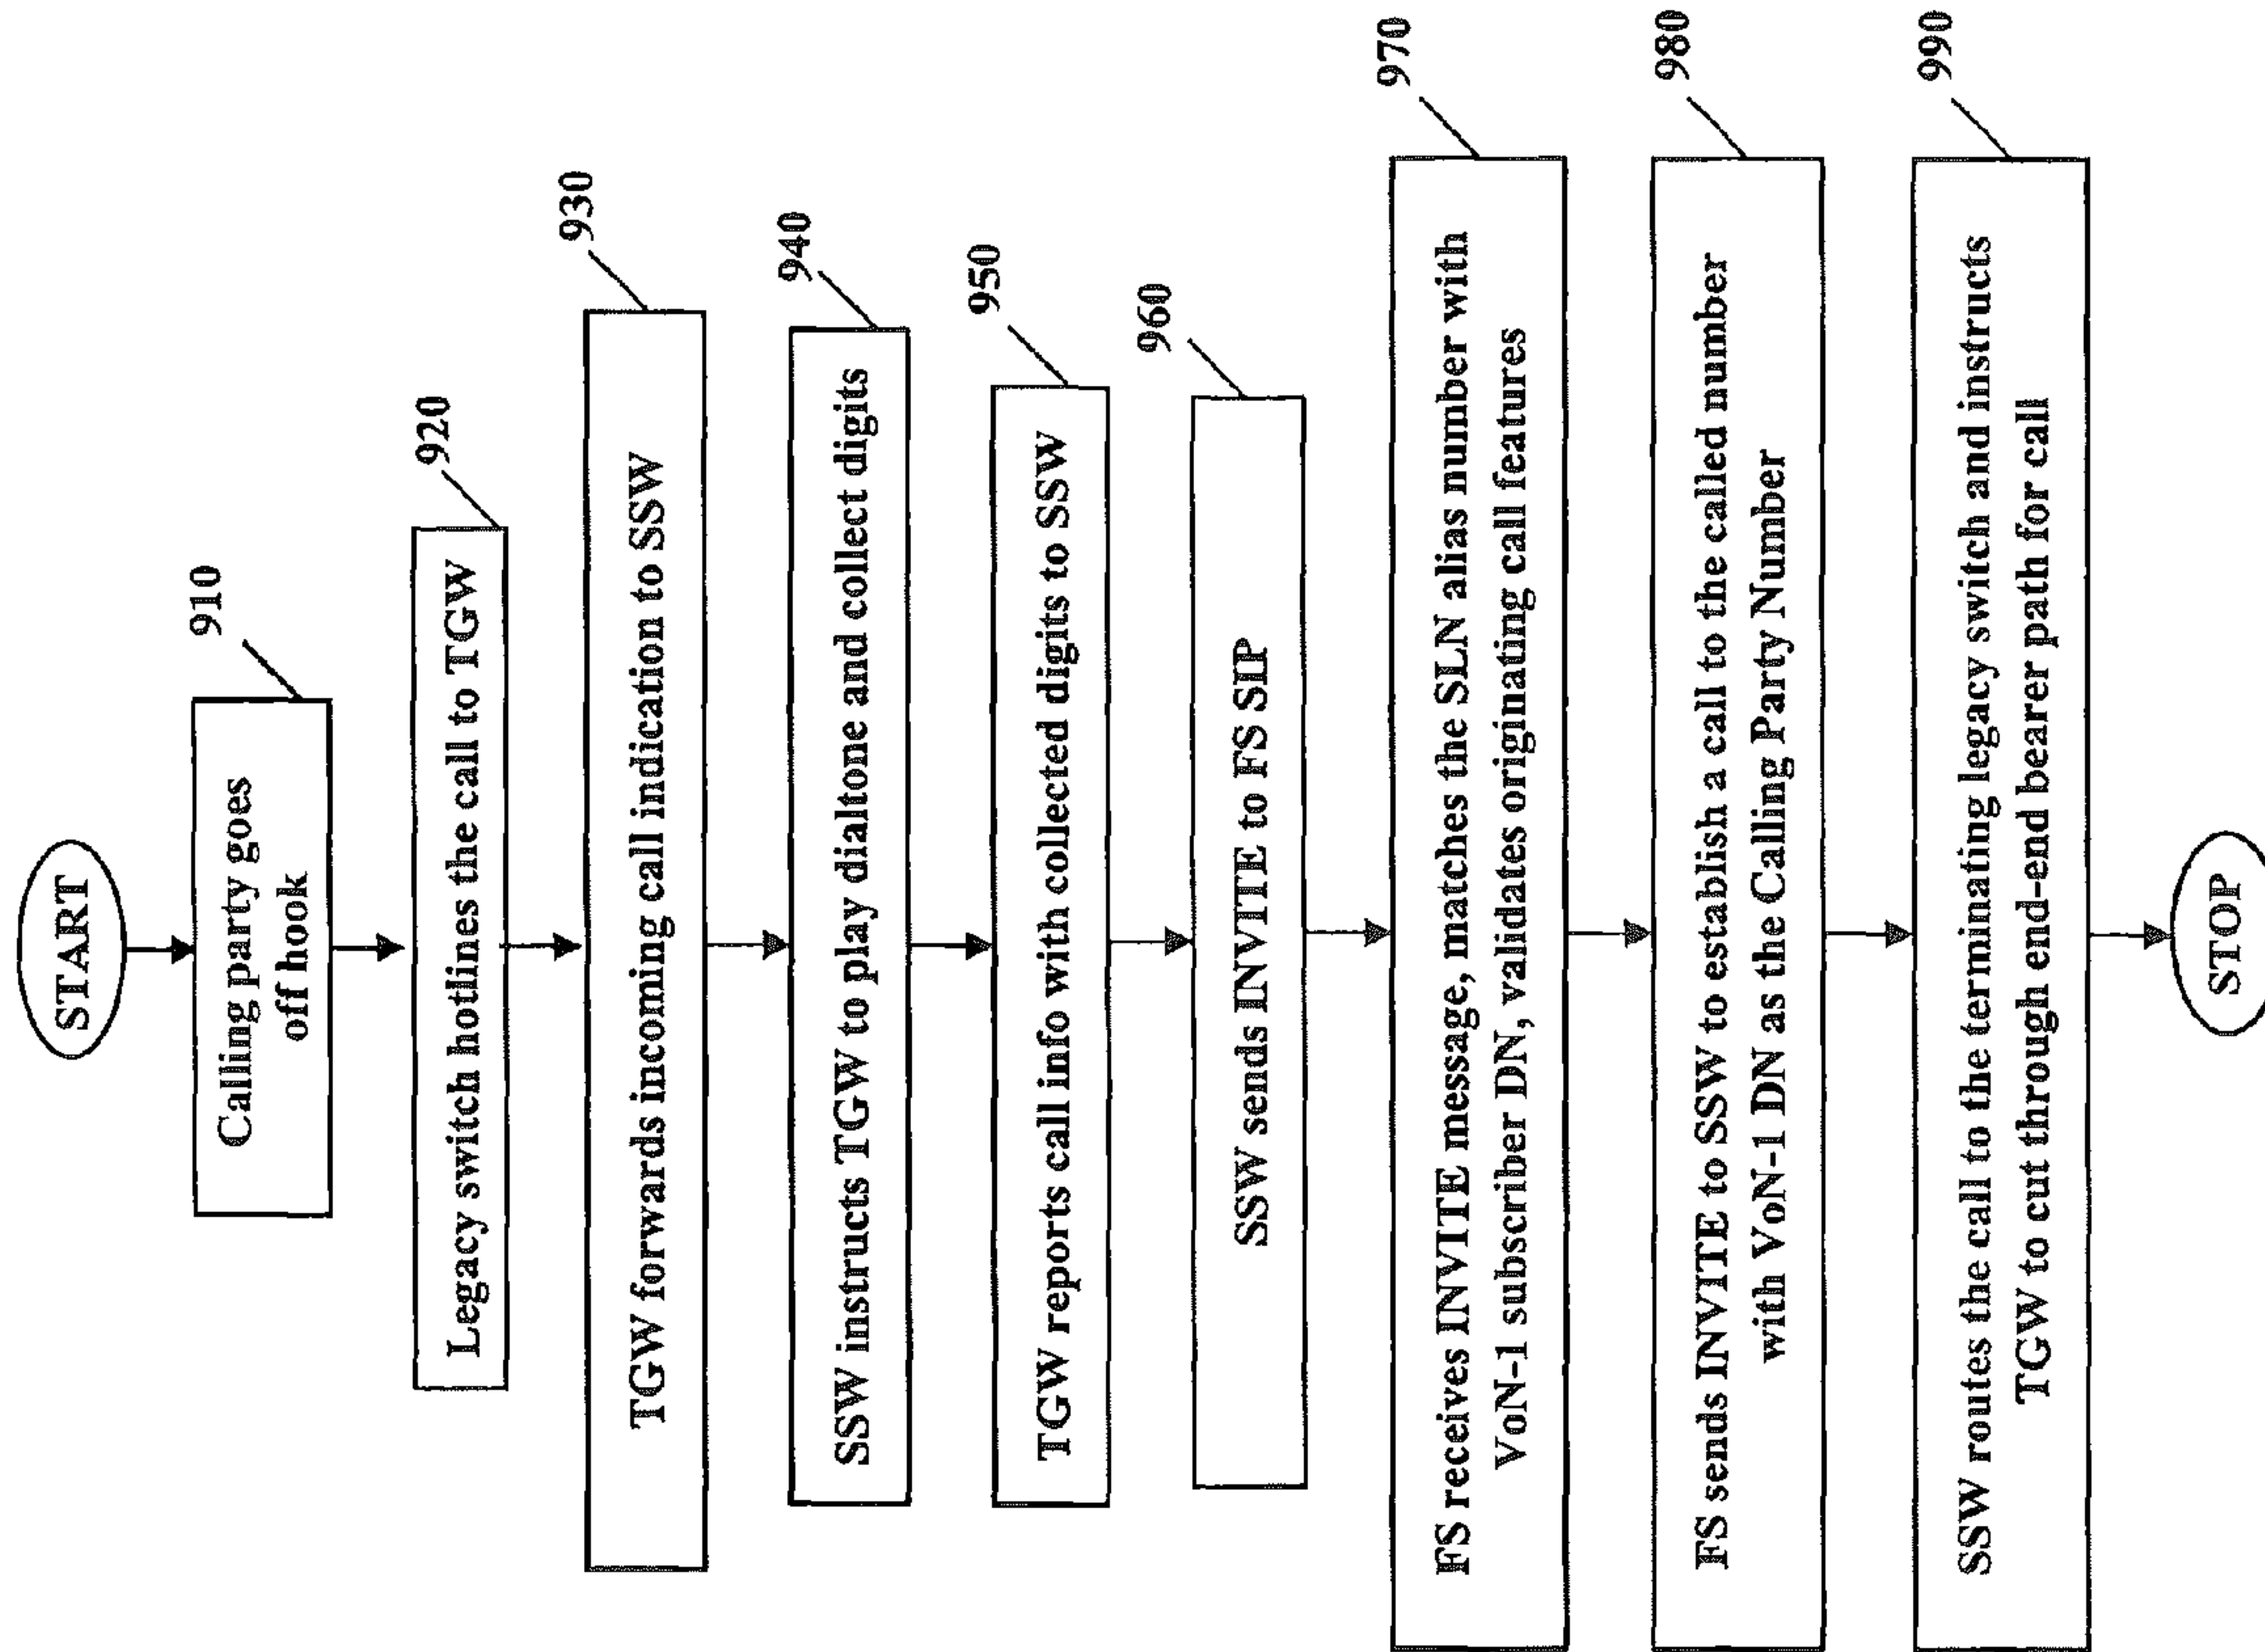 START
910
Calling party goes
off hook
920
Legacy switch hotlines the call to TGW
930
TGW forwards incoming call indication to SSW
940
SSW instructs TGW to play dialtone and collect digits
950
TGW reports call info with collected digits to SSW
960
SSW sends INVITE to FS SIP
970
FS receives INVITE message, matches the SLN alias number with
VoN-1 subscriber DN, validates originating call features
980
FS sends INVITE to SSW to establish a call to the called number
with VoN-1 DN as the Calling Party Number
990
SSW routes the call to the terminating legacy switch and instructs
TGW to cut through end-end bearer path for call
STOP